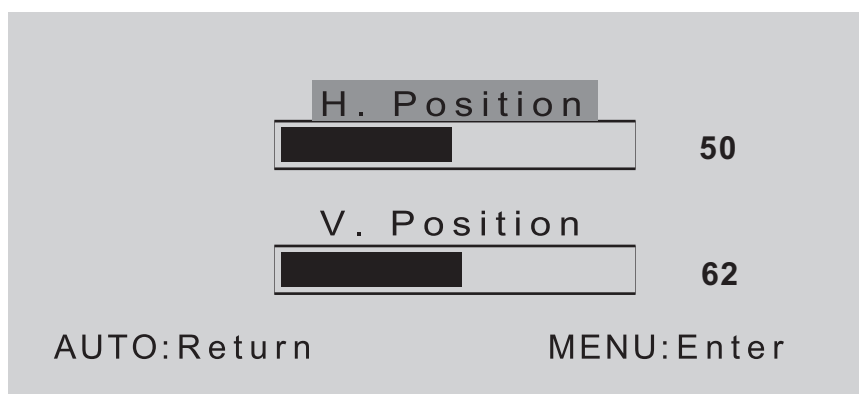 H. Position
50
V. Position
62
AUTO:Return MENU:Enter